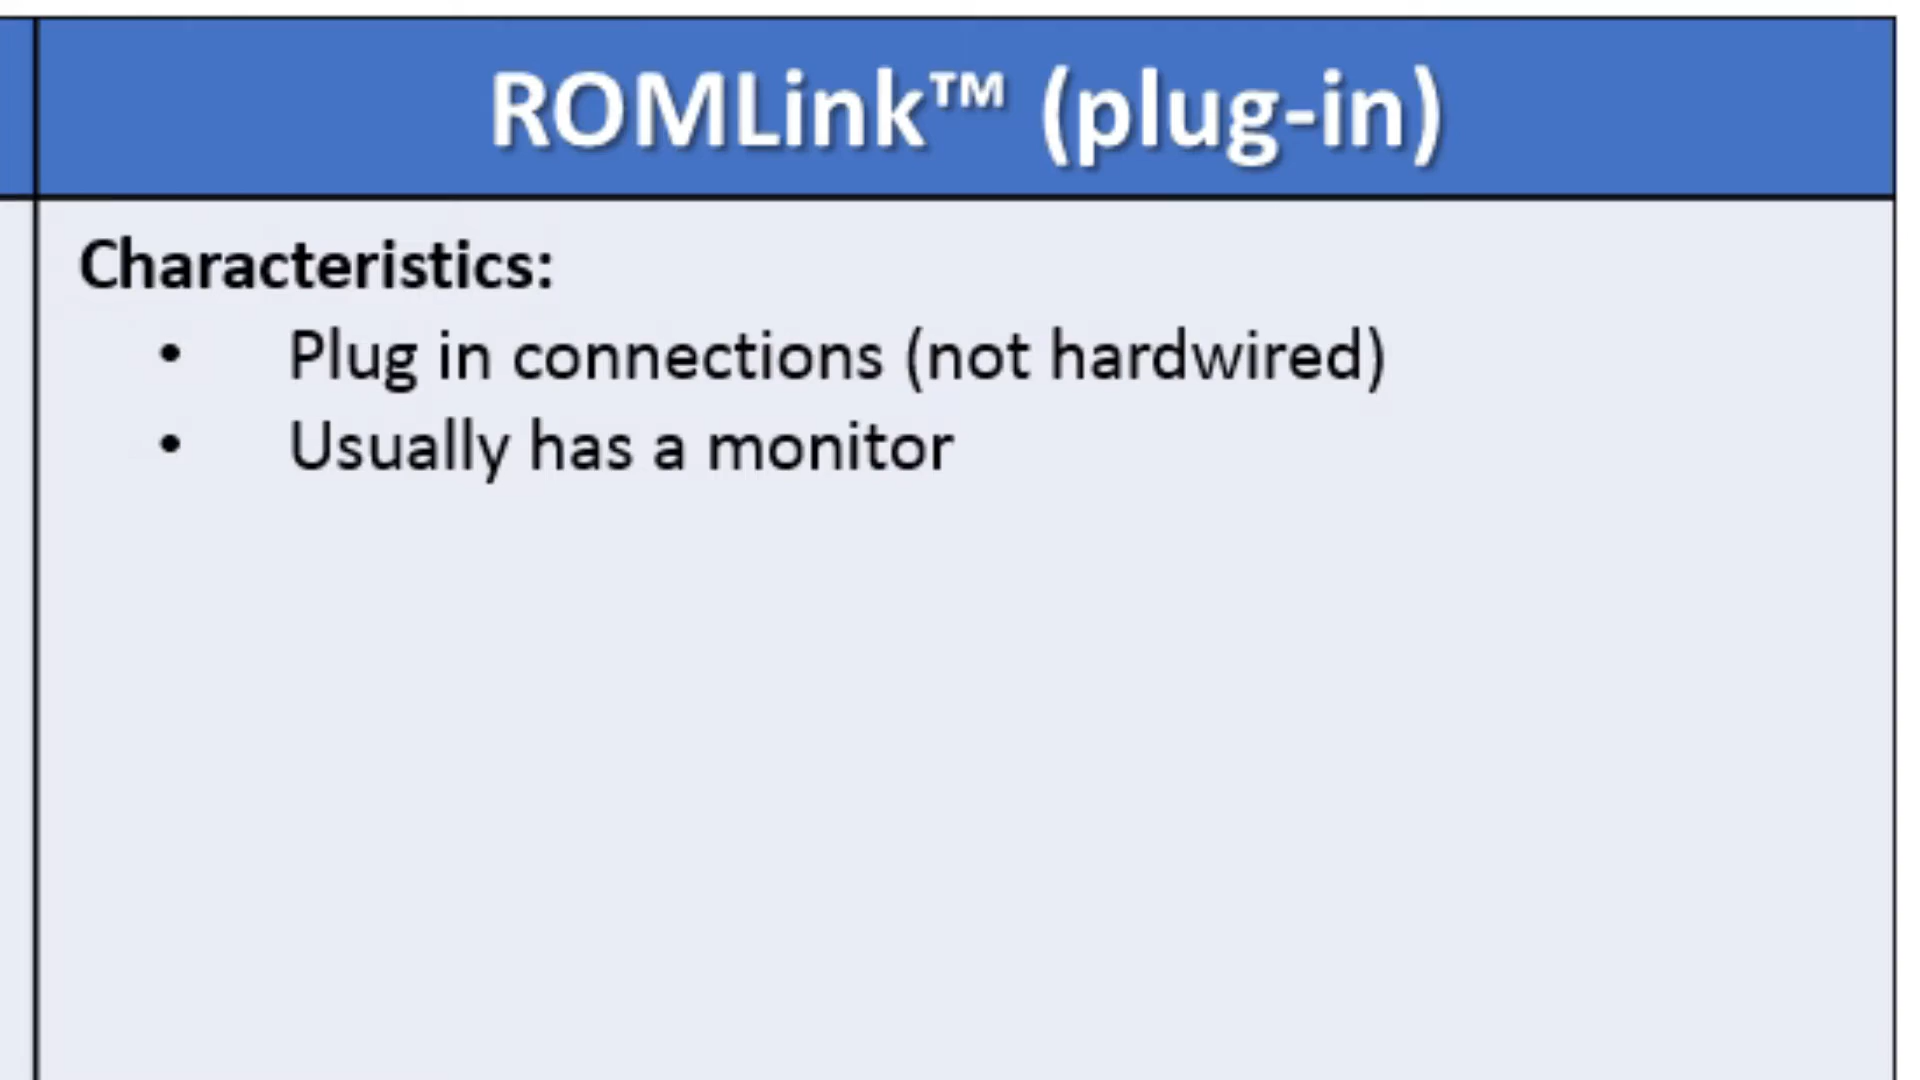 ROMLink™ (plug-in)
Characteristics:
• Plug in connections (not hardwired)
• Usually has a monitor